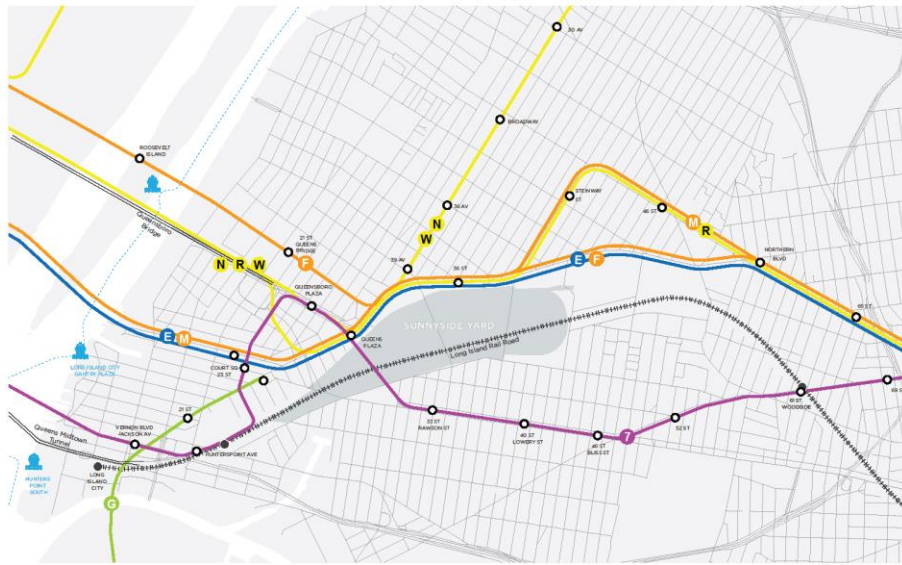 30 AV
BROADWAY
ROOSEVELT
ISLAND
STEINWAY
ST
36 AV
46 ST
M
R
N
W
Queensboro
Bridge
21 ST
QUEENS
BRIDGE
F
N R W
39 AV
36 ST
E F
NORTHERN
BLVD
QUEENSBORO
PLAZA
65 ST
SUNNYSIDE YARD
Long Island Rail Road
QUEENS
PLAZA
E M
COURT SQ
23 ST
LONG ISLAND CITY
GANTRY PLAZA
69 ST
61 ST
WOODSIDE
21 ST
33 ST
RAWSON ST
40 ST
LOWERY ST
46 ST
BLISS ST
7
52 ST
VERNON BLVD
JACKSON AV
Queens Midtown
Tunnel
HUNTERSPOINT AVE
LONG
ISLAND
CITY
HUNTERS
POINT
SOUTH
G